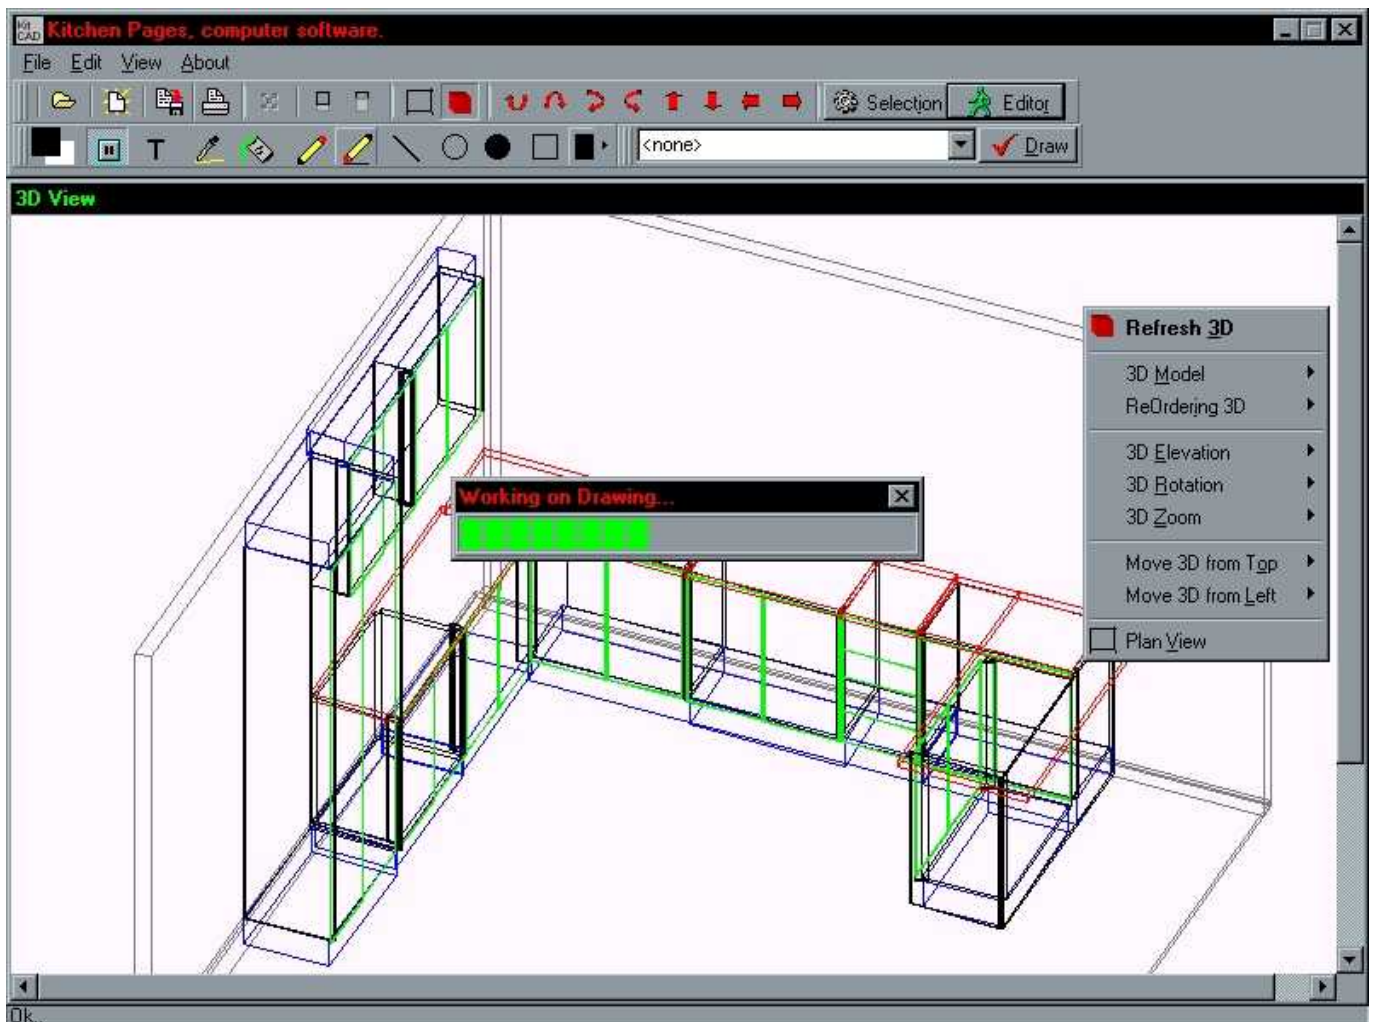 Kit
CAD
Kitchen Pages, computer software.
File Edit View About
Selection Editor
T
<none> Draw
3D View
Refresh 3D
3D Model
ReOrdering 3D
3D Elevation
3D Rotation
3D Zoom
Move 3D from Top
Move 3D from Left
Plan View
Working on Drawing...
Ok..